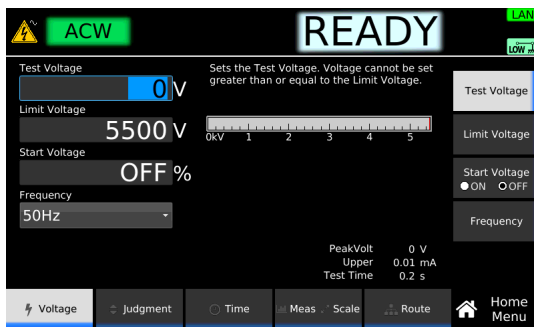 ACW
READY
LAN
LOW
Test Voltage
0 V
Limit Voltage
5500 V
Start Voltage
OFF %
Frequency
50Hz
Sets the Test Voltage. Voltage cannot be set
greater than or equal to the Limit Voltage.
0kV 1 2 3 4 5
PeakVolt 0 V
Upper 0.01 mA
Test Time 0.2 s
Test Voltage
Limit Voltage
Start Voltage
ON OFF
Frequency
Voltage
Judgment
Time
Meas Scale
Route
Home
Menu